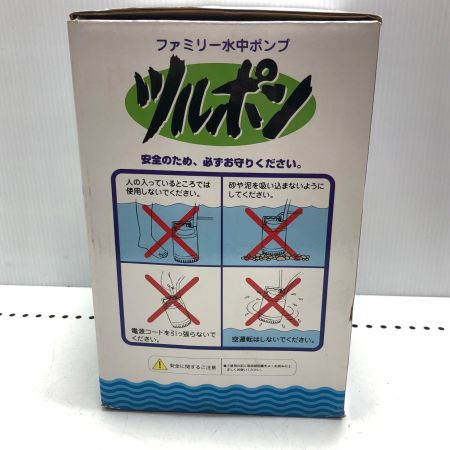 ファミリー水中ポンプ
ツルポン
安全のため、必ずお守りください。
人の入っているところでは
使用しないでください。
砂や泥を吸い込まないように
してください。
電源コードを引っ張らないで
ください。
空運転はしないでください。
安全に関するご注意